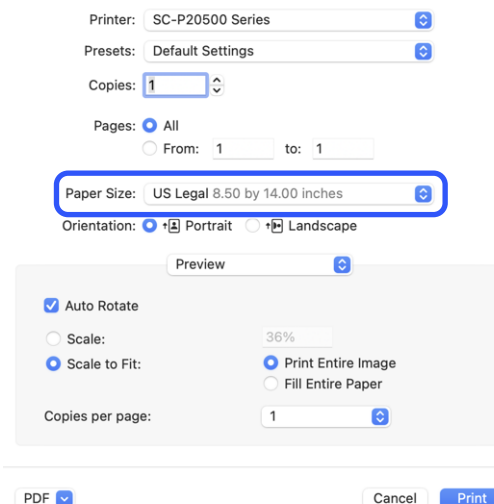 Printer: SC-P20500 Series
Presets: Default Settings
Copies: 1
Pages: All
From: 1 to: 1
Paper Size: US Legal 8.50 by 14.00 inches
Orientation: Portrait Landscape
Preview
Auto Rotate
Scale: 36%
Scale to Fit: Print Entire Image
Fill Entire Paper
Copies per page: 1
PDF Cancel Print